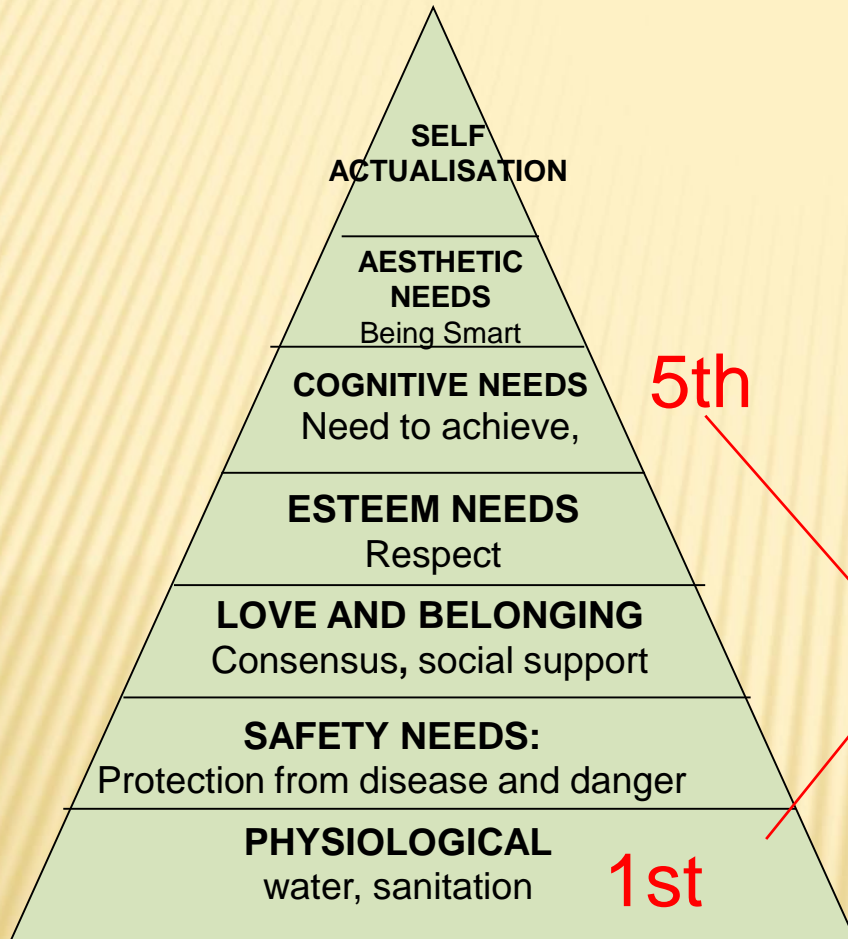 SELF
ACTUALISATION
AESTHETIC
NEEDS
Being Smart
COGNITIVE NEEDS
Need to achieve,
5th
ESTEEM NEEDS
Respect
LOVE AND BELONGING
Consensus, social support
SAFETY NEEDS:
Protection from disease and danger
PHYSIOLOGICAL
water, sanitation
1st